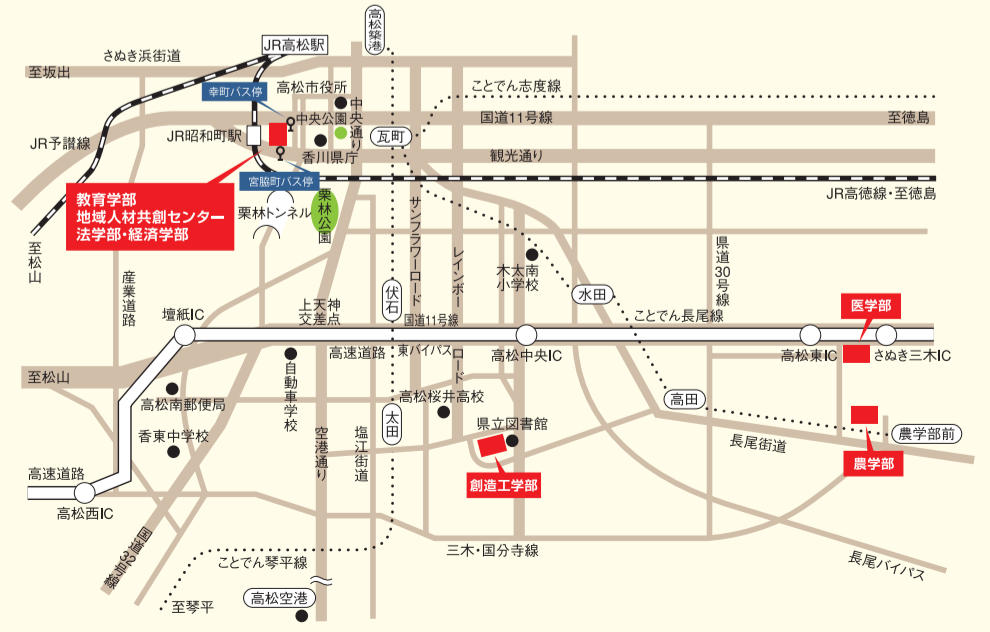 高松築港
JR高松駅
さぬき浜街道
至坂出
高松市役所
ことでん志度線
幸町バス停
中央公園
中央通り
国道11号線
至徳島
瓦町
JR昭和町駅
香川県庁
観光通り
JR予讃線
宮脇町バス停
JR高徳線・至徳島
教育学部
地域人材共創センター
法学部・経済学部
栗林トンネル
栗林公園
サンフラワーロード
レインボーロード
至松山
産業道路
木太南
小学校
県道30号線
水田
伏石
上天神
交差点
壇紙IC
国道11号線
ことでん長尾線
医学部
高速道路
東バイパス
高松中央IC
高松東IC
さぬき三木IC
至松山
自動車学校
高松南郵便局
高松桜井高校
高田
太田
香東中学校
空港通り
塩江街道
県立図書館
長尾街道
農学部前
農学部
高速道路
創造工学部
高松西IC
国道32号線
三木・国分寺線
ことでん琴平線
長尾バイパス
至琴平
高松空港